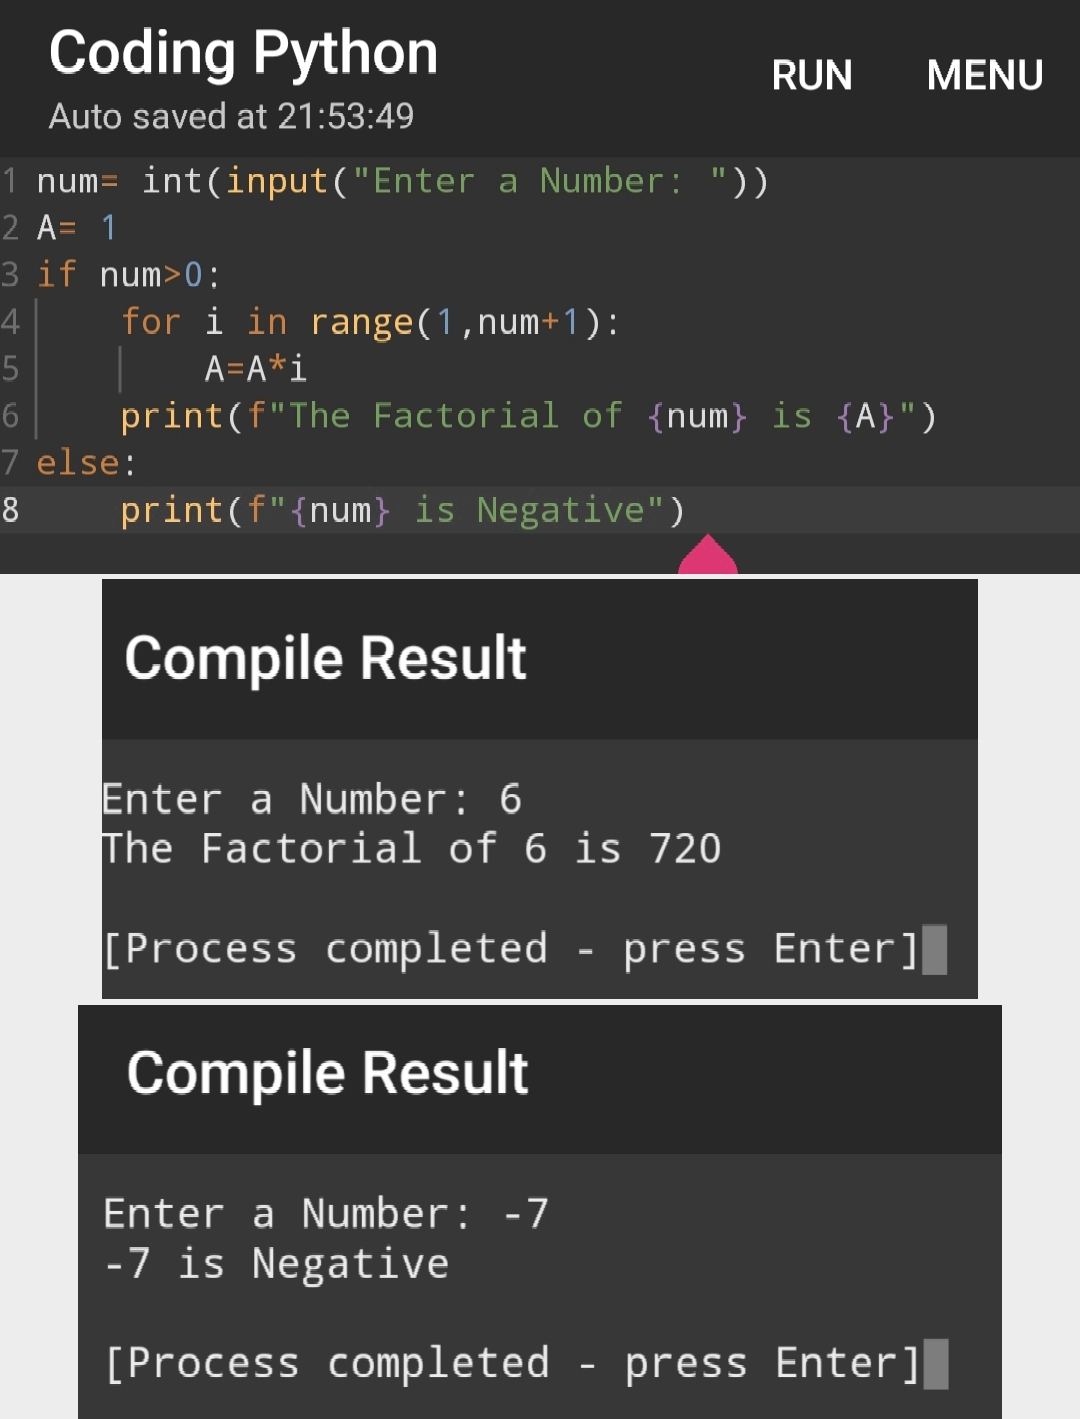 Coding Python
RUN MENU
Auto saved at 21:53:49
1 num= int(input("Enter a Number: "))
2 A= 1
3 if num>0:
4     for i in range(1,num+1):
5         A=A*i
6     print(f"The Factorial of {num} is {A}")
7 else:
8     print(f"{num} is Negative")
Compile Result
Enter a Number: 6
The Factorial of 6 is 720
[Process completed - press Enter]
Compile Result
Enter a Number: -7
-7 is Negative
[Process completed - press Enter]